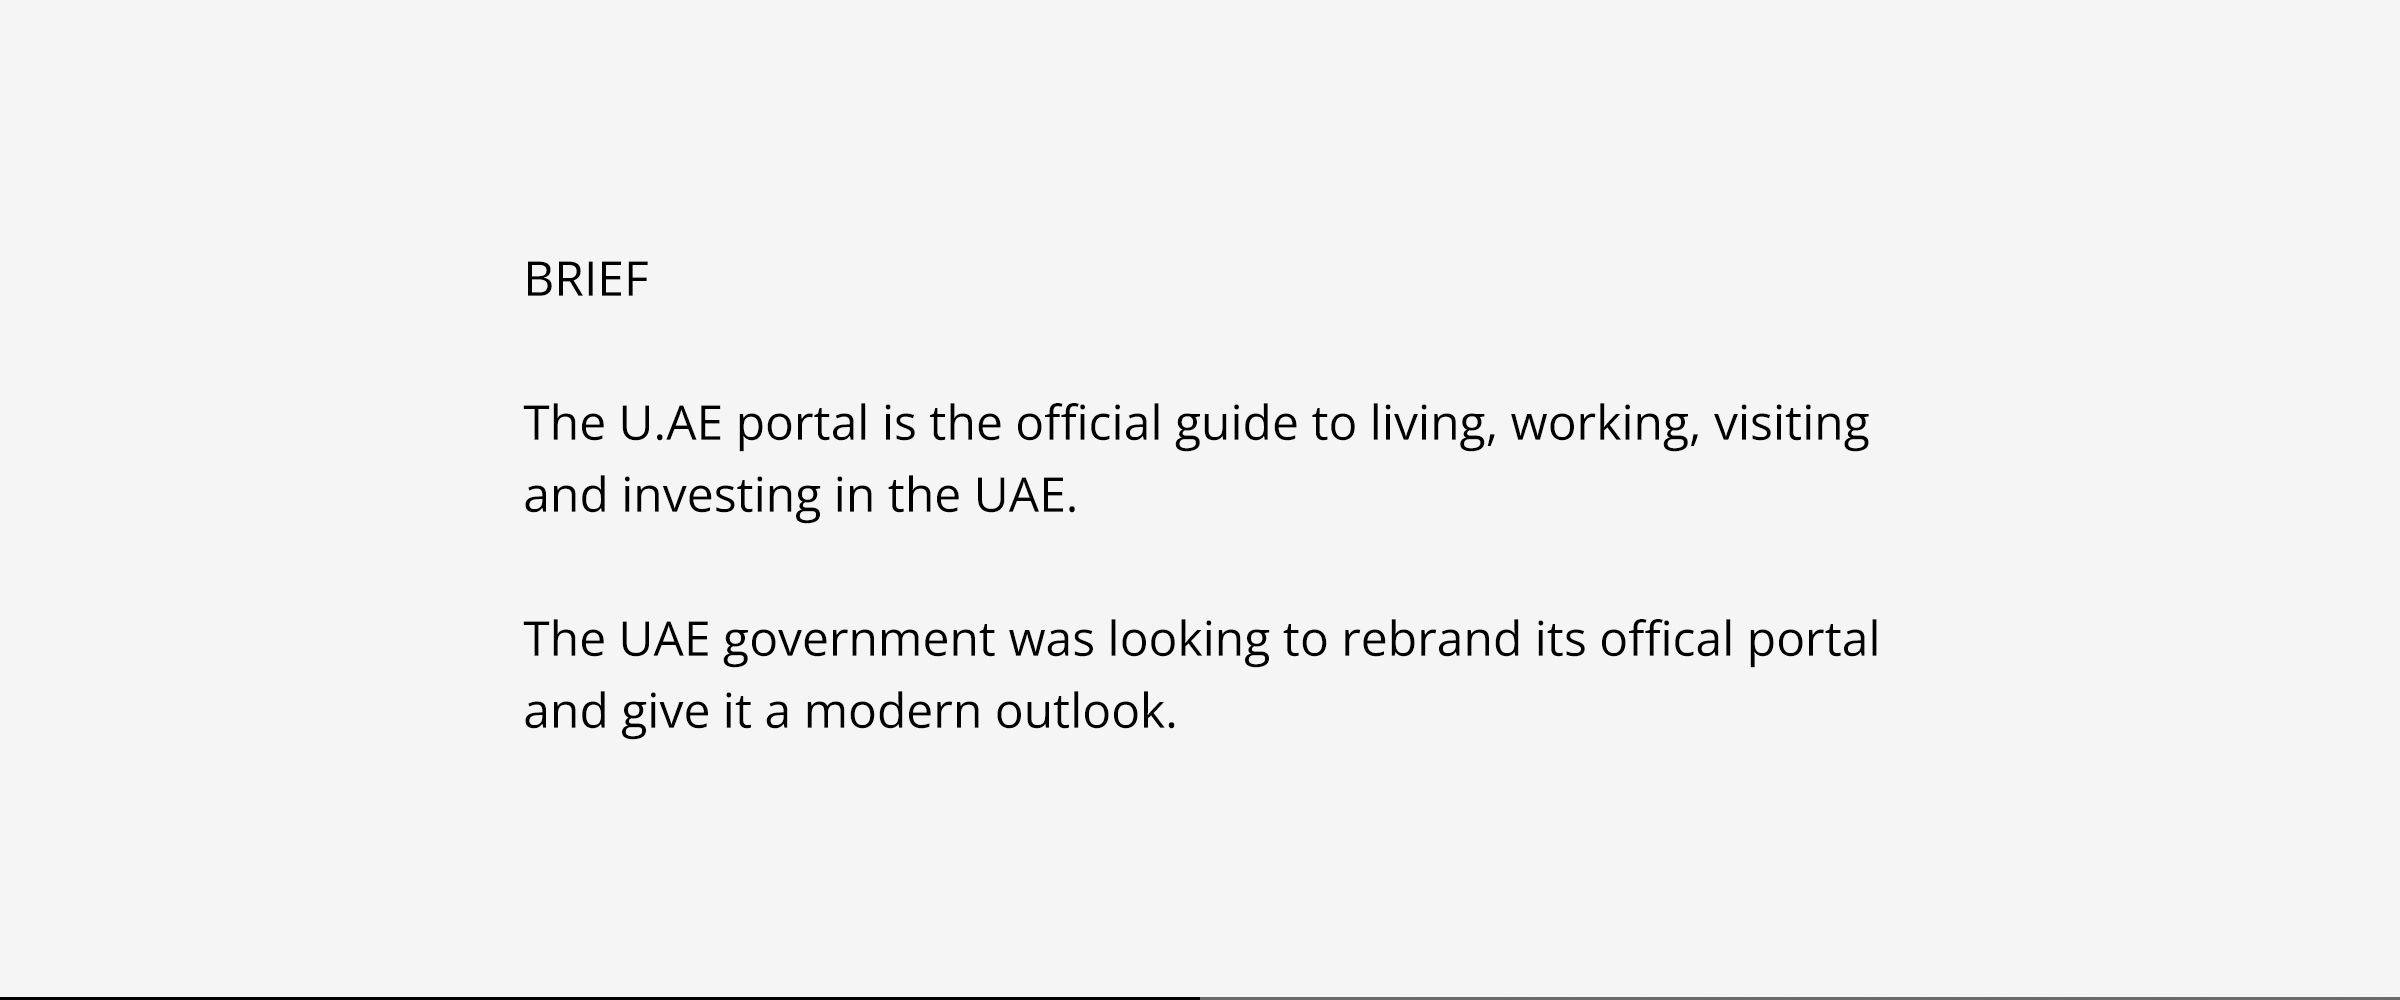 BRIEF
The U.AE portal is the official guide to living, working, visiting
and investing in the UAE.
The UAE government was looking to rebrand its offical portal
and give it a modern outlook.